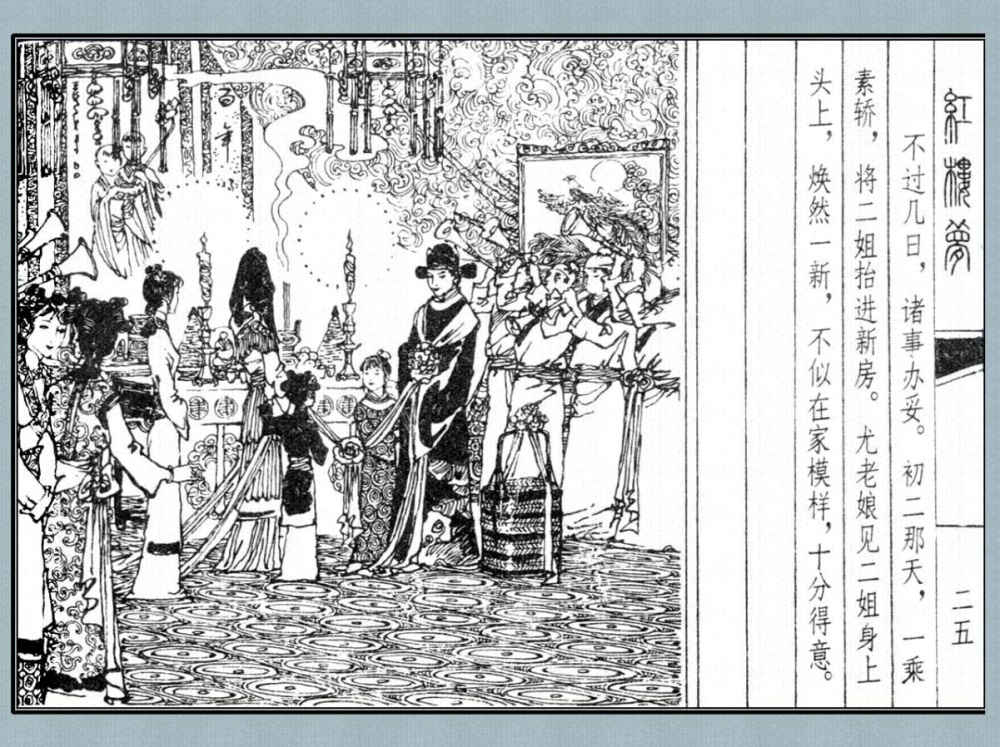 紅樓夢
二五
不过几日，诸事办妥。初二那天，一乘
素轿，将二姐抬进新房。尤老娘见二姐身上
头上，焕然一新，不似在家模样，十分得意。